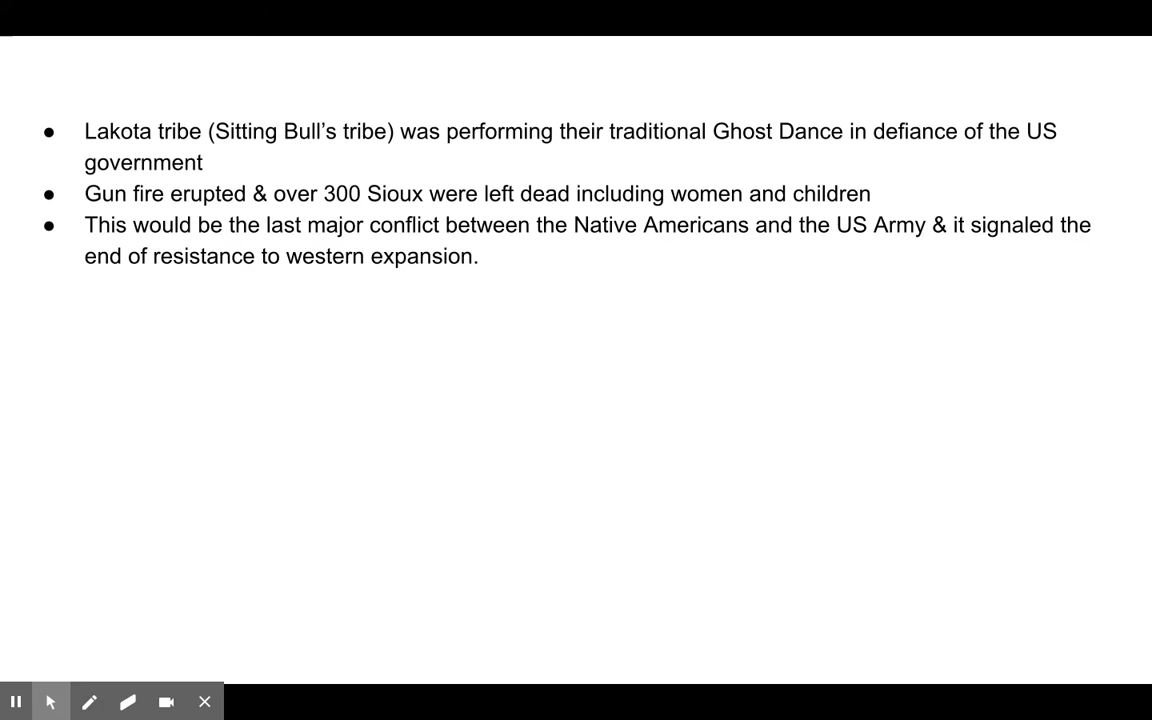 ● Lakota tribe (Sitting Bull’s tribe) was performing their traditional Ghost Dance in defiance of the US
government
● Gun fire erupted & over 300 Sioux were left dead including women and children
● This would be the last major conflict between the Native Americans and the US Army & it signaled the
end of resistance to western expansion.